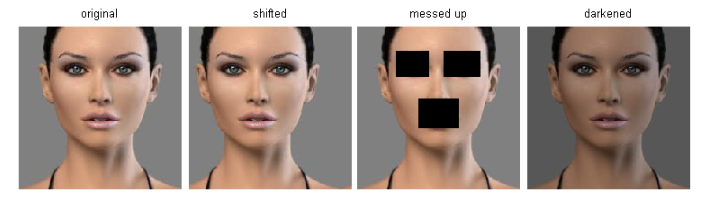 original
shifted
messed up
darkened